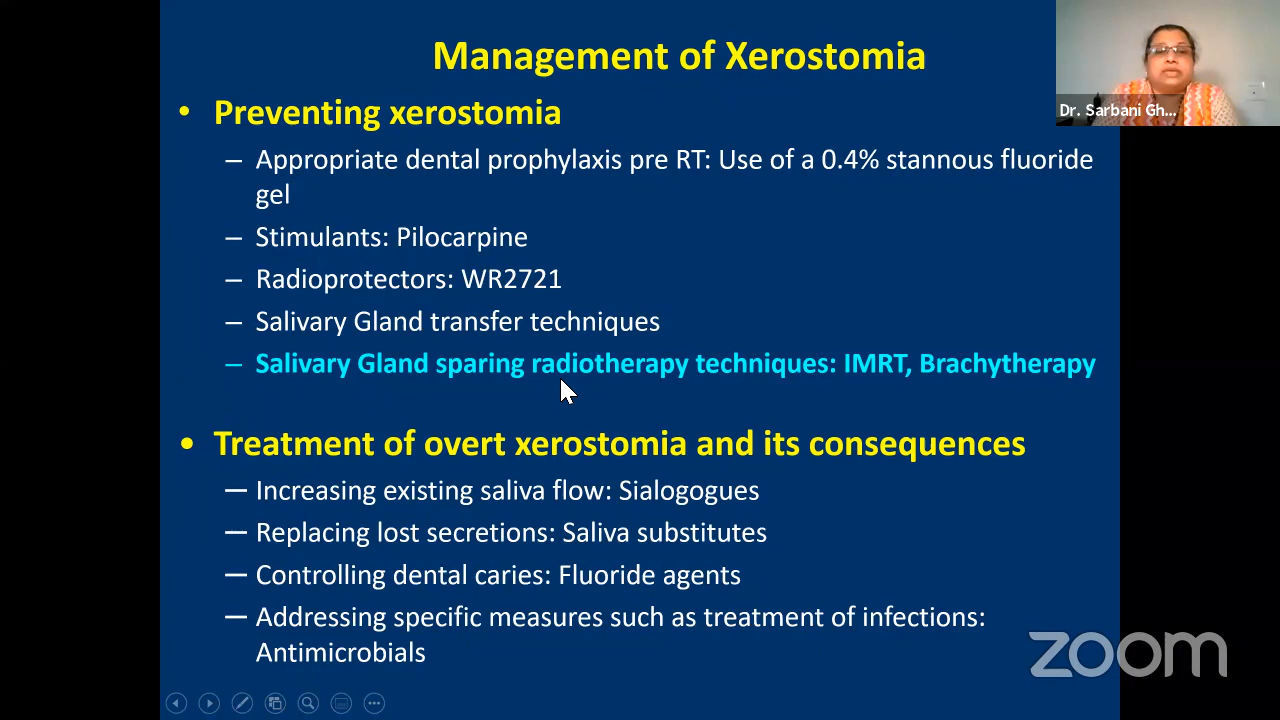 Management of Xerostomia
Dr. Sarbani Gh...
• Preventing xerostomia
– Appropriate dental prophylaxis pre RT: Use of a 0.4% stannous fluoride
gel
– Stimulants: Pilocarpine
– Radioprotectors: WR2721
– Salivary Gland transfer techniques
– Salivary Gland sparing radiotherapy techniques: IMRT, Brachytherapy
• Treatment of overt xerostomia and its consequences
– Increasing existing saliva flow: Sialogogues
– Replacing lost secretions: Saliva substitutes
– Controlling dental caries: Fluoride agents
– Addressing specific measures such as treatment of infections:
Antimicrobials
zoom